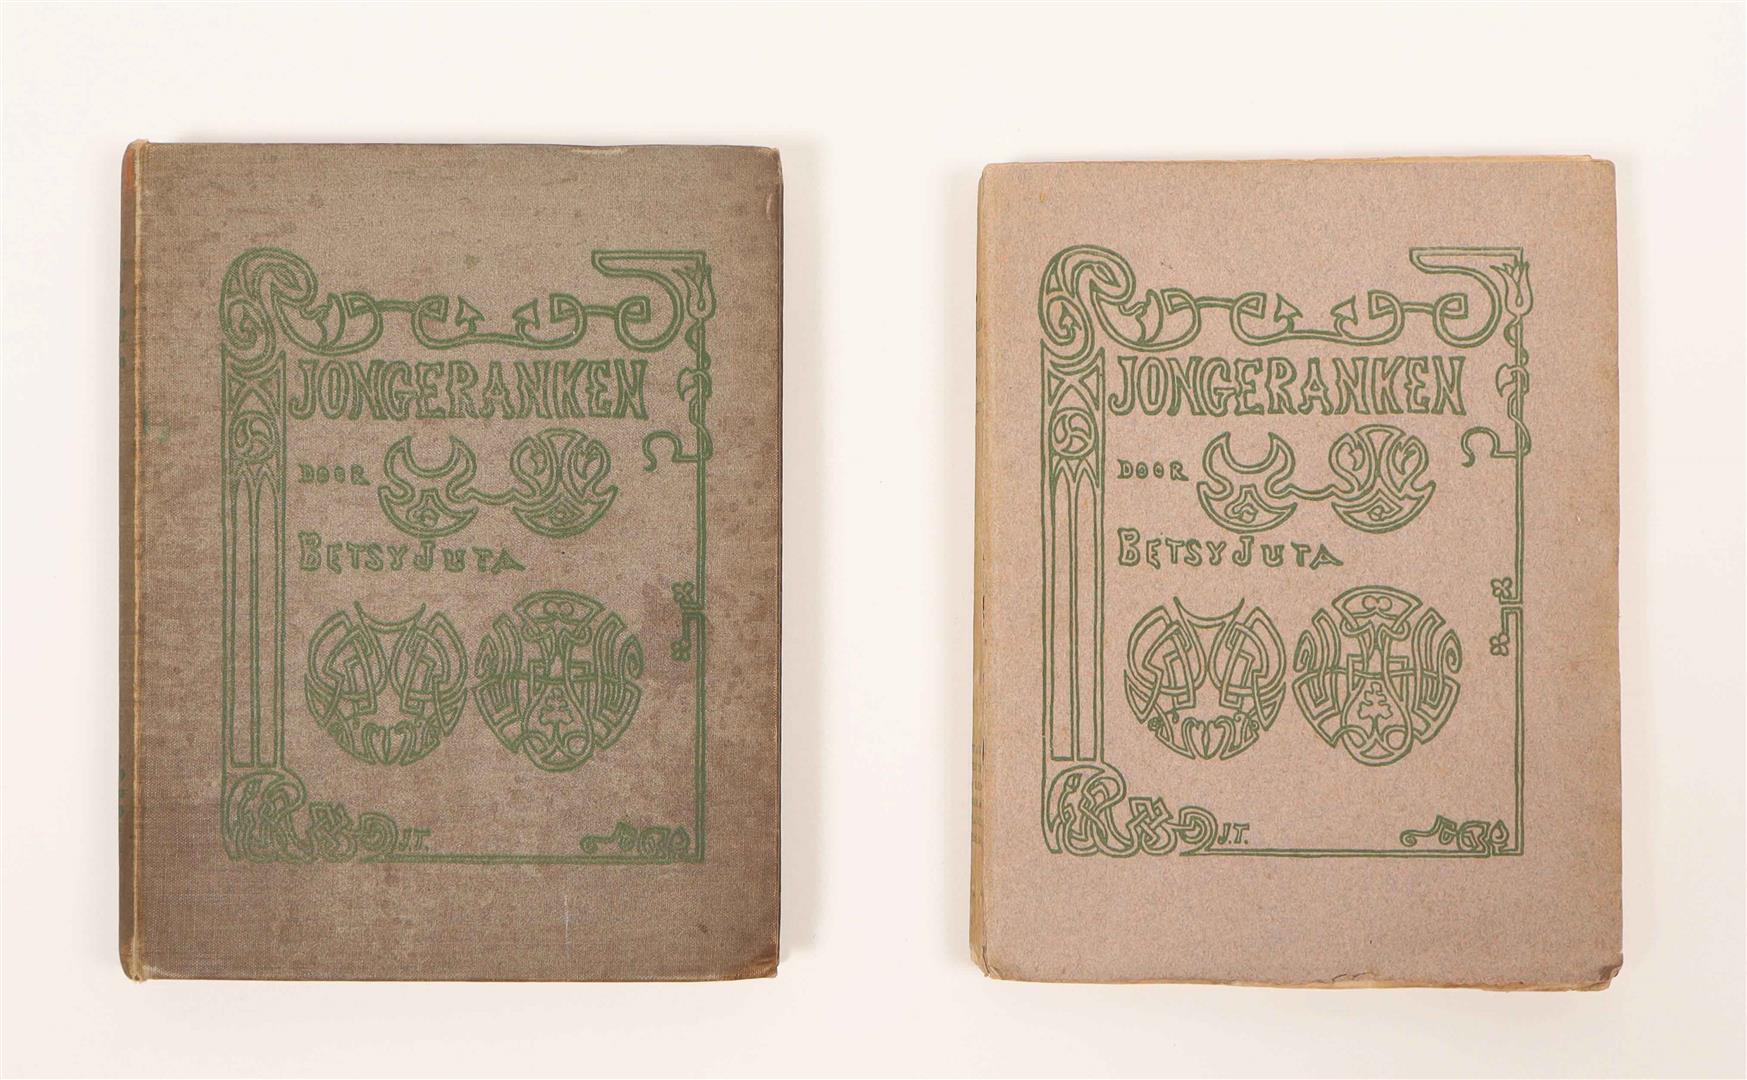 JONGERANKEN
DOOR
BETSY JUTA
J.T.
JONGERANKEN
DOOR
BETSY JUTA
J.T.